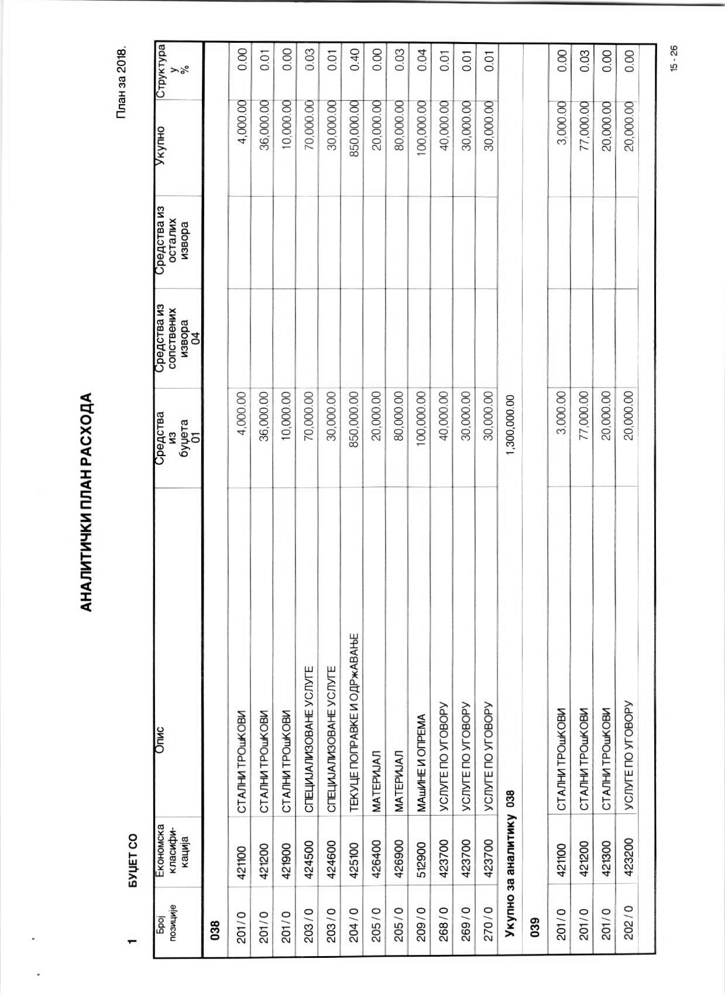 АНАЛИТИЧКИ ПЛАН РАСХОДА
План за 2018.
1 БУЏЕТ СО
Број позиције Економска класифи-кација Опис Средства из буџета 01 Средства из сопствених извора 04 Средства из осталих извора Укупно Структура у %
038
201 / 0 421100 СТАЛНИ ТРОшКОВИ 4,000.00 4,000.00 0.00
201 / 0 421200 СТАЛНИ ТРОшКОВИ 36,000.00 36,000.00 0.01
201 / 0 421900 СТАЛНИ ТРОшКОВИ 10,000.00 10,000.00 0.00
203 / 0 424500 СПЕЦИЈАЛИЗОВАНЕ УСЛУГЕ 70,000.00 70,000.00 0.03
203 / 0 424600 СПЕЦИЈАЛИЗОВАНЕ УСЛУГЕ 30,000.00 30,000.00 0.01
204 / 0 425100 ТЕКУЦЕ ПОПРАВКЕ И ОДРжАВАЊЕ 850,000.00 850,000.00 0.40
205 / 0 426400 МАТЕРИЈАЛ 20,000.00 20,000.00 0.00
205 / 0 426900 МАТЕРИЈАЛ 80,000.00 80,000.00 0.03
209 / 0 512900 МАшИНЕ И ОПРЕМА 100,000.00 100,000.00 0.04
268 / 0 423700 УСЛУГЕ ПО УГОВОРУ 40,000.00 40,000.00 0.01
269 / 0 423700 УСЛУГЕ ПО УГОВОРУ 30,000.00 30,000.00 0.01
270 / 0 423700 УСЛУГЕ ПО УГОВОРУ 30,000.00 30,000.00 0.01
Укупно за аналитику 038 1,300,000.00
039
201 / 0 421100 СТАЛНИ ТРОшКОВИ 3,000.00 3,000.00 0.00
201 / 0 421200 СТАЛНИ ТРОшКОВИ 77,000.00 77,000.00 0.03
201 / 0 421300 СТАЛНИ ТРОшКОВИ 20,000.00 20,000.00 0.00
202 / 0 423200 УСЛУГЕ ПО УГОВОРУ 20,000.00 20,000.00 0.00
15 - 26